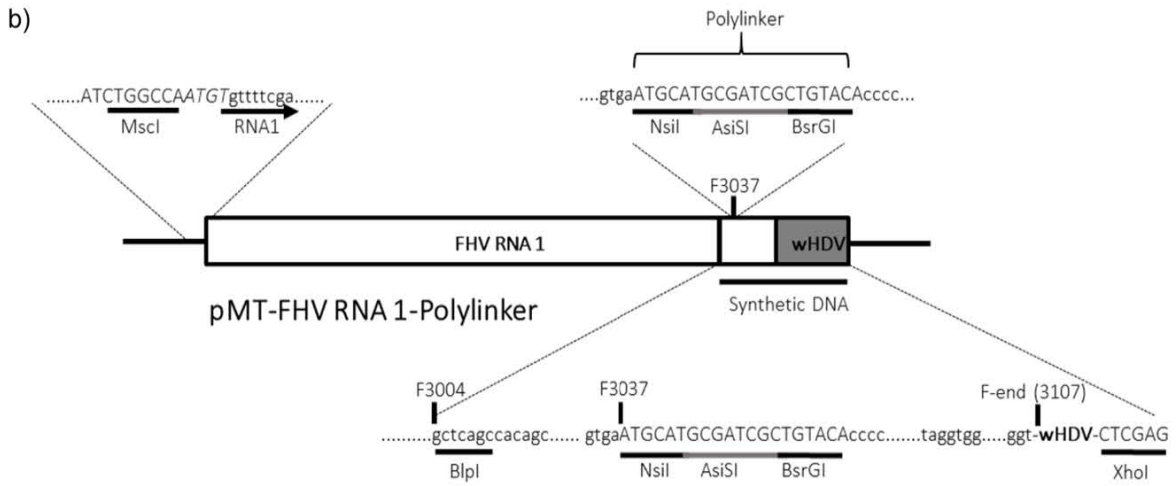 b)
Polylinker
.......ATCTGGCCAATGTgttttcga......
....gtgaATGCATGCGATCGCTGTACAcccc...
MscI
RNA1
NsiI
AsiSI
BsrGI
F3037
FHV RNA 1
wHDV
pMT-FHV RNA 1-Polylinker
Synthetic DNA
F3004
F3037
F-end (3107)
..........gctcagccacagc...... gtgaATGCATGCGATCGCTGTACAcccc.......taggtgg.....ggt-wHDV-CTCGAG
BlpI
NsiI
AsiSI
BsrGI
XhoI